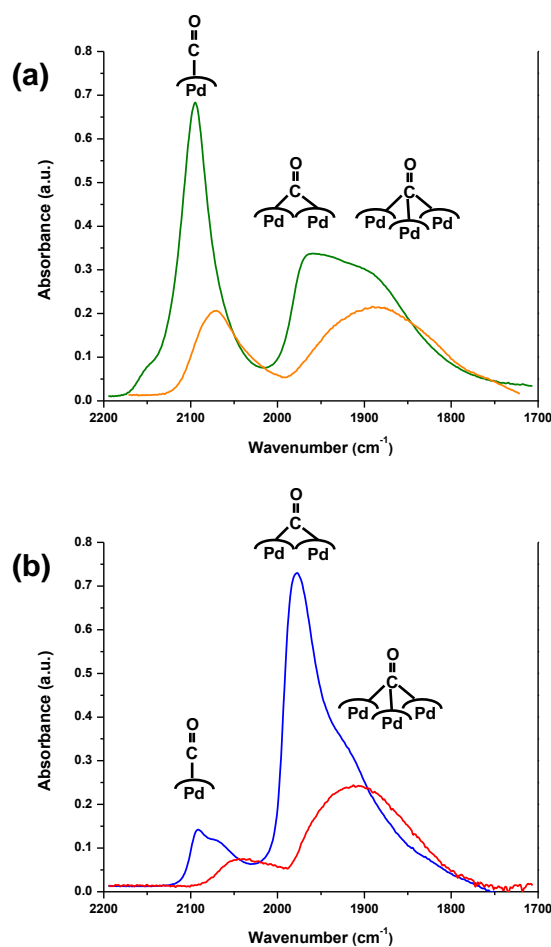 (a)
O
C
Pd
O
C
Pd Pd
O
C
Pd Pd Pd
Absorbance (a.u.)
0.8
0.7
0.6
0.5
0.4
0.3
0.2
0.1
0.0
2200 2100 2000 1900 1800 1700
Wavenumber (cm⁻¹)
(b)
O
C
Pd Pd
O
C
Pd Pd Pd
O
C
Pd
Absorbance (a.u.)
0.8
0.7
0.6
0.5
0.4
0.3
0.2
0.1
0.0
2200 2100 2000 1900 1800 1700
Wavenumber (cm⁻¹)